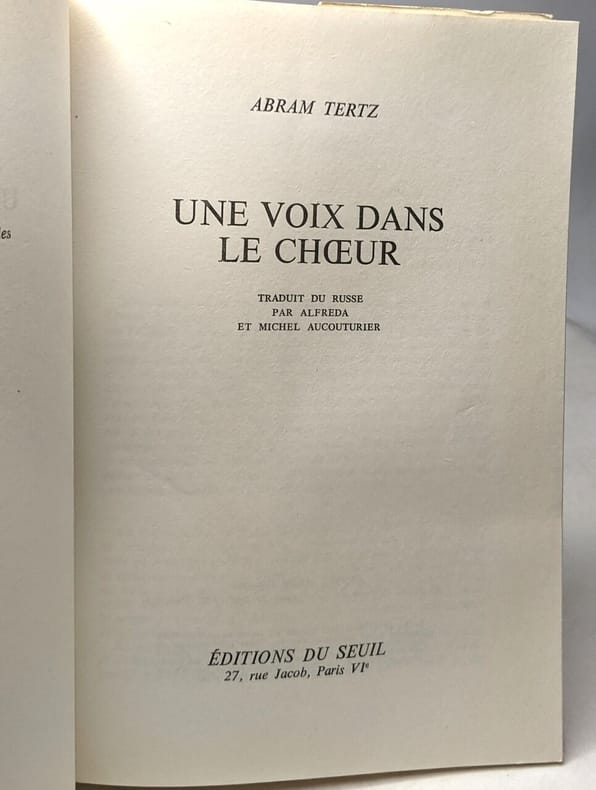 ABRAM TERTZ
UNE VOIX DANS
LE CHŒUR
TRADUIT DU RUSSE
PAR ALFREDA
ET MICHEL AUCOUTURIER
ÉDITIONS DU SEUIL
27, rue Jacob, Paris VIe